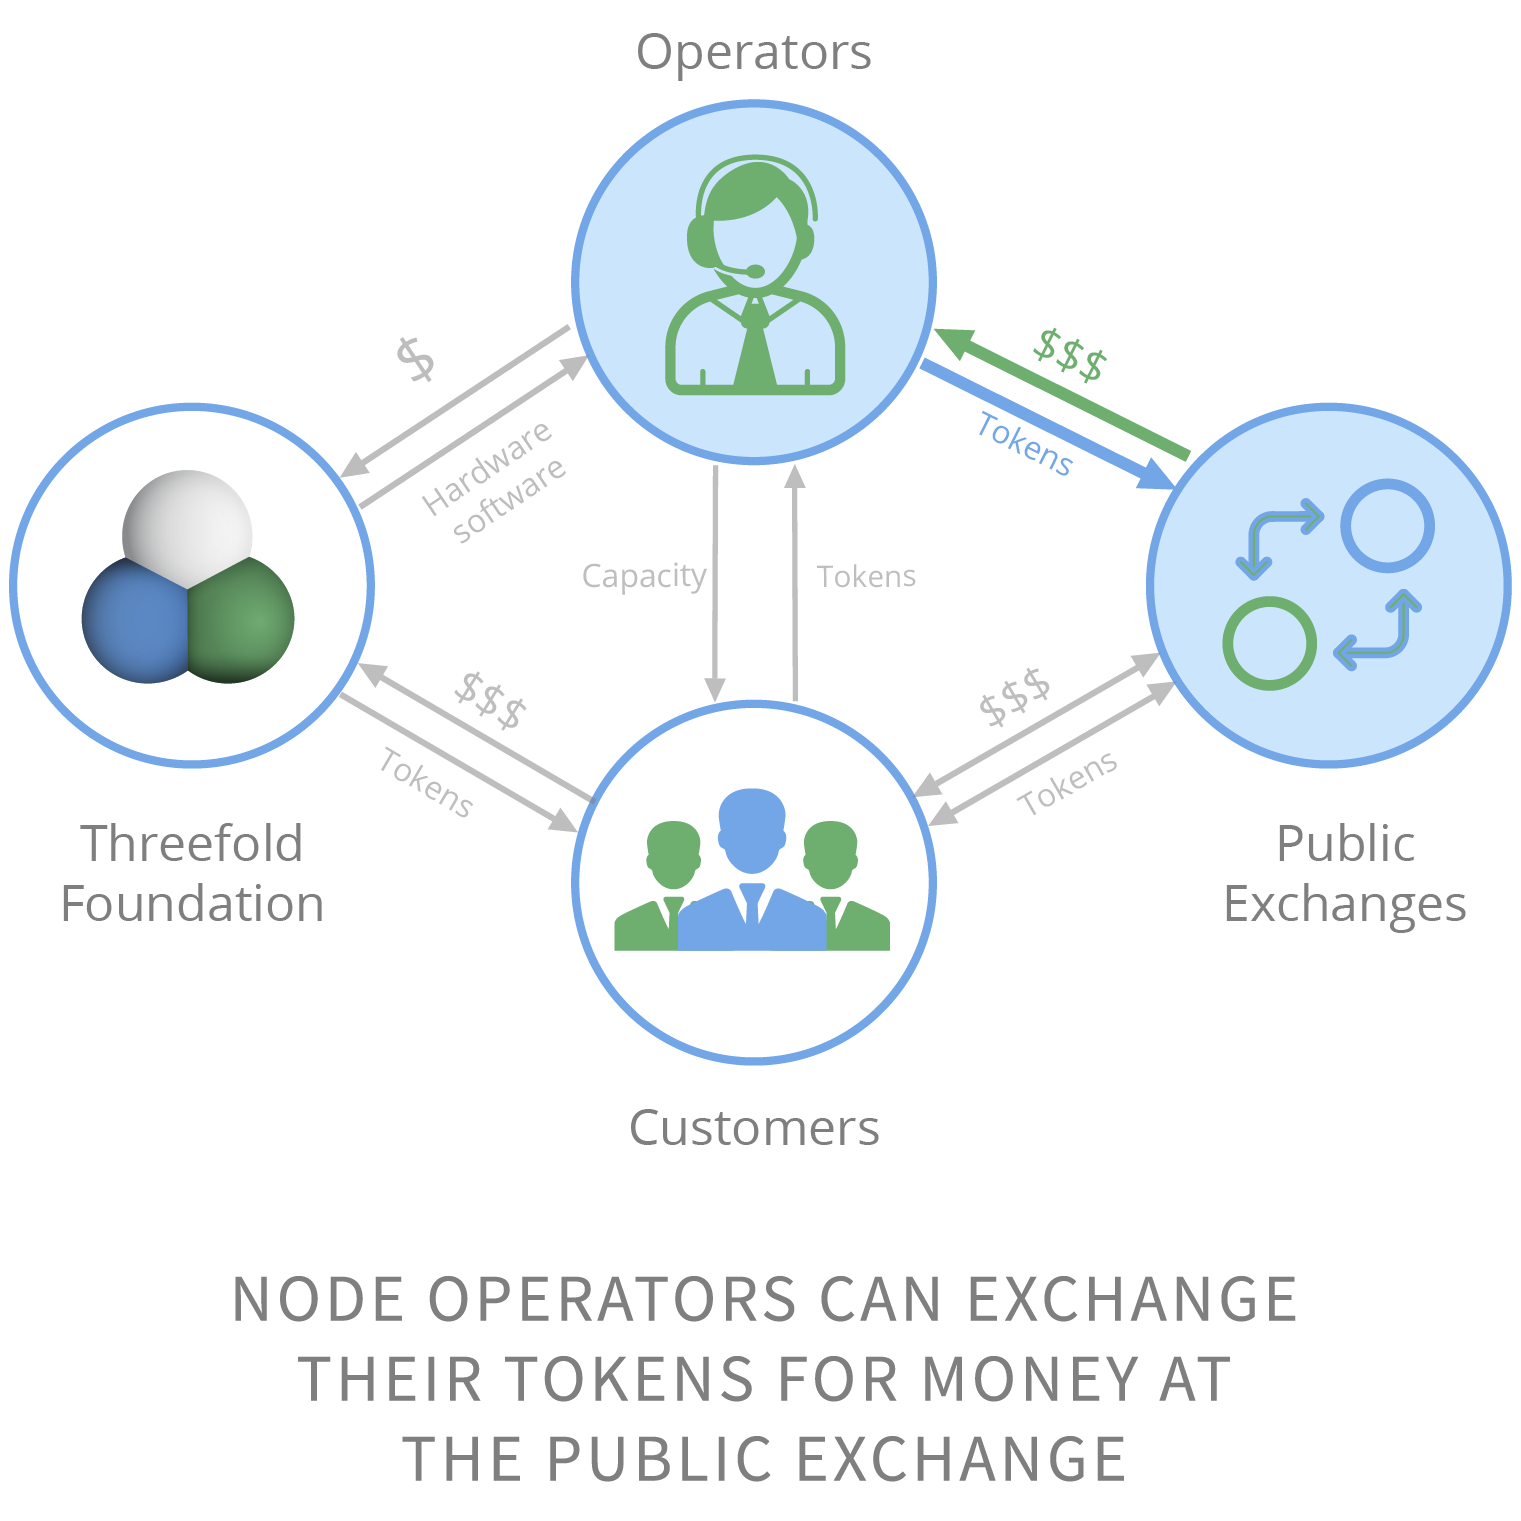 Operators
$
Hardware
software
$$$
Tokens
Capacity
Tokens
$$$
Tokens
$$$
Tokens
Threefold
Foundation
Public
Exchanges
Customers
NODE OPERATORS CAN EXCHANGE
THEIR TOKENS FOR MONEY AT
THE PUBLIC EXCHANGE